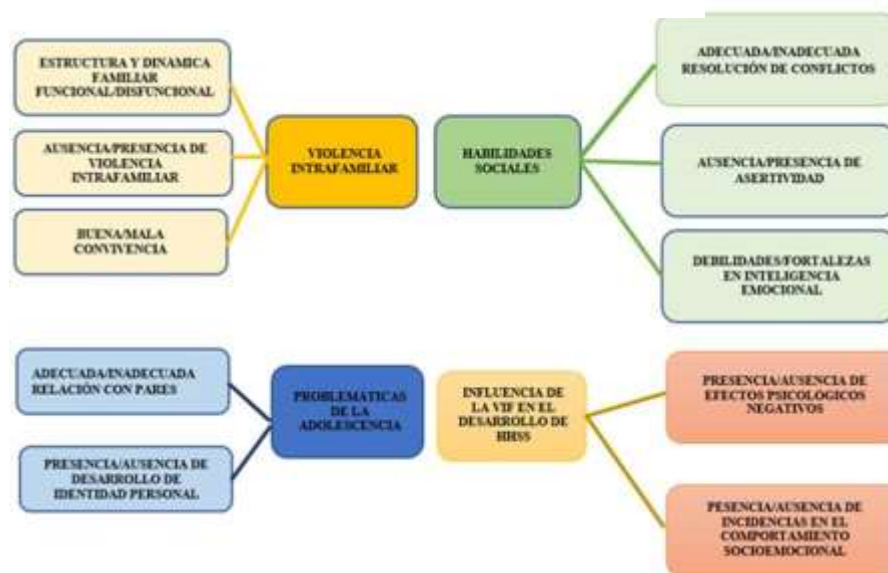 ESTRUCTURA Y DINAMICA
FAMILIAR
FUNCIONAL/DISFUNCIONAL
AUSENCIA/PRESENCIA DE
VIOLENCIA
INTRAFAMILIAR
BUENA/MALA
CONVIVENCIA
VIOLENCIA
INTRAFAMILIAR
HABILIDADES
SOCIALES
ADECUADA/INADECUADA
RESOLUCIÓN DE CONFLICTOS
AUSENCIA/PRESENCIA DE
ASERTIVIDAD
DEBILIDADES/FORTALEZAS
EN INTELIGENCIA
EMOCIONAL
ADECUADA/INADECUADA
RELACIÓN CON PARES
PRESENCIA/AUSENCIA DE
DESARROLLO DE
IDENTIDAD PERSONAL
PROBLEMÁTICAS
DE LA
ADOLESCENCIA
INFLUENCIA DE
LA VIF EN EL
DESARROLLO DE
HHSS
PRESENCIA/AUSENCIA DE
EFECTOS PSICOLÓGICOS
NEGATIVOS
PESENCIA/AUSENCIA DE
INCIDENCIAS EN EL
COMPORTAMIENTO
SOCIOEMOCIONAL